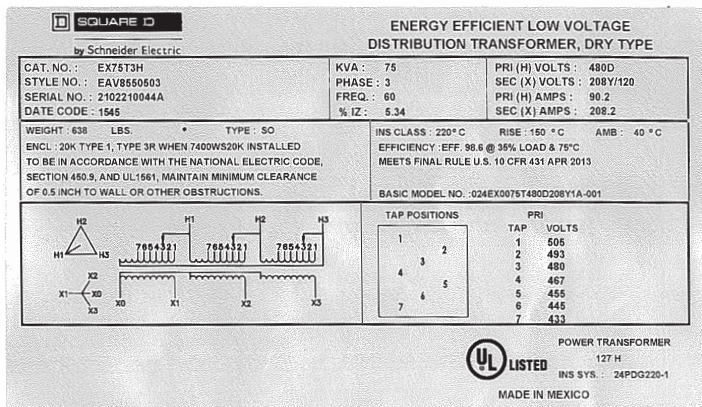 D SQUARE D
by Schneider Electric
ENERGY EFFICIENT LOW VOLTAGE
DISTRIBUTION TRANSFORMER, DRY TYPE
CAT. NO. : EX75T3H
STYLE NO. : EAV8550503
SERIAL NO. : 2102210044A
DATE CODE : 1545
KVA : 75
PHASE : 3
FREQ. : 60
% IZ : 5.34
PRI (H) VOLTS : 480D
SEC (X) VOLTS : 208Y/120
PRI (H) AMPS : 90.2
SEC (X) AMPS : 208.2
WEIGHT : 638 LBS. * TYPE : SO
ENCL : 20K TYPE 1, TYPE 3R WHEN 7400WS20K INSTALLED
TO BE IN ACCORDANCE WITH THE NATIONAL ELECTRIC CODE,
SECTION 450.9, AND UL1561, MAINTAIN MINIMUM CLEARANCE
OF 0.5 INCH TO WALL OR OTHER OBSTRUCTIONS.
INS CLASS : 220° C RISE : 150 °C AMB : 40 °C
EFFICIENCY :EFF. 98.6 @ 35% LOAD & 75°C
MEETS FINAL RULE U.S. 10 CFR 431 APR 2013
BASIC MODEL NO. :024EX0075T480D208Y1A-001
H2
H1 H3
X2
X1 X0
X3
H1 H2 H3
7654321 7654321 7654321
X0 X1 X2 X3
TAP POSITIONS
1
2
3
4
5
6
7
PRI
TAP VOLTS
1 505
2 493
3 480
4 467
5 455
6 445
7 433
UL LISTED
POWER TRANSFORMER
127 H
INS SYS. : 24PDG220-1
MADE IN MEXICO